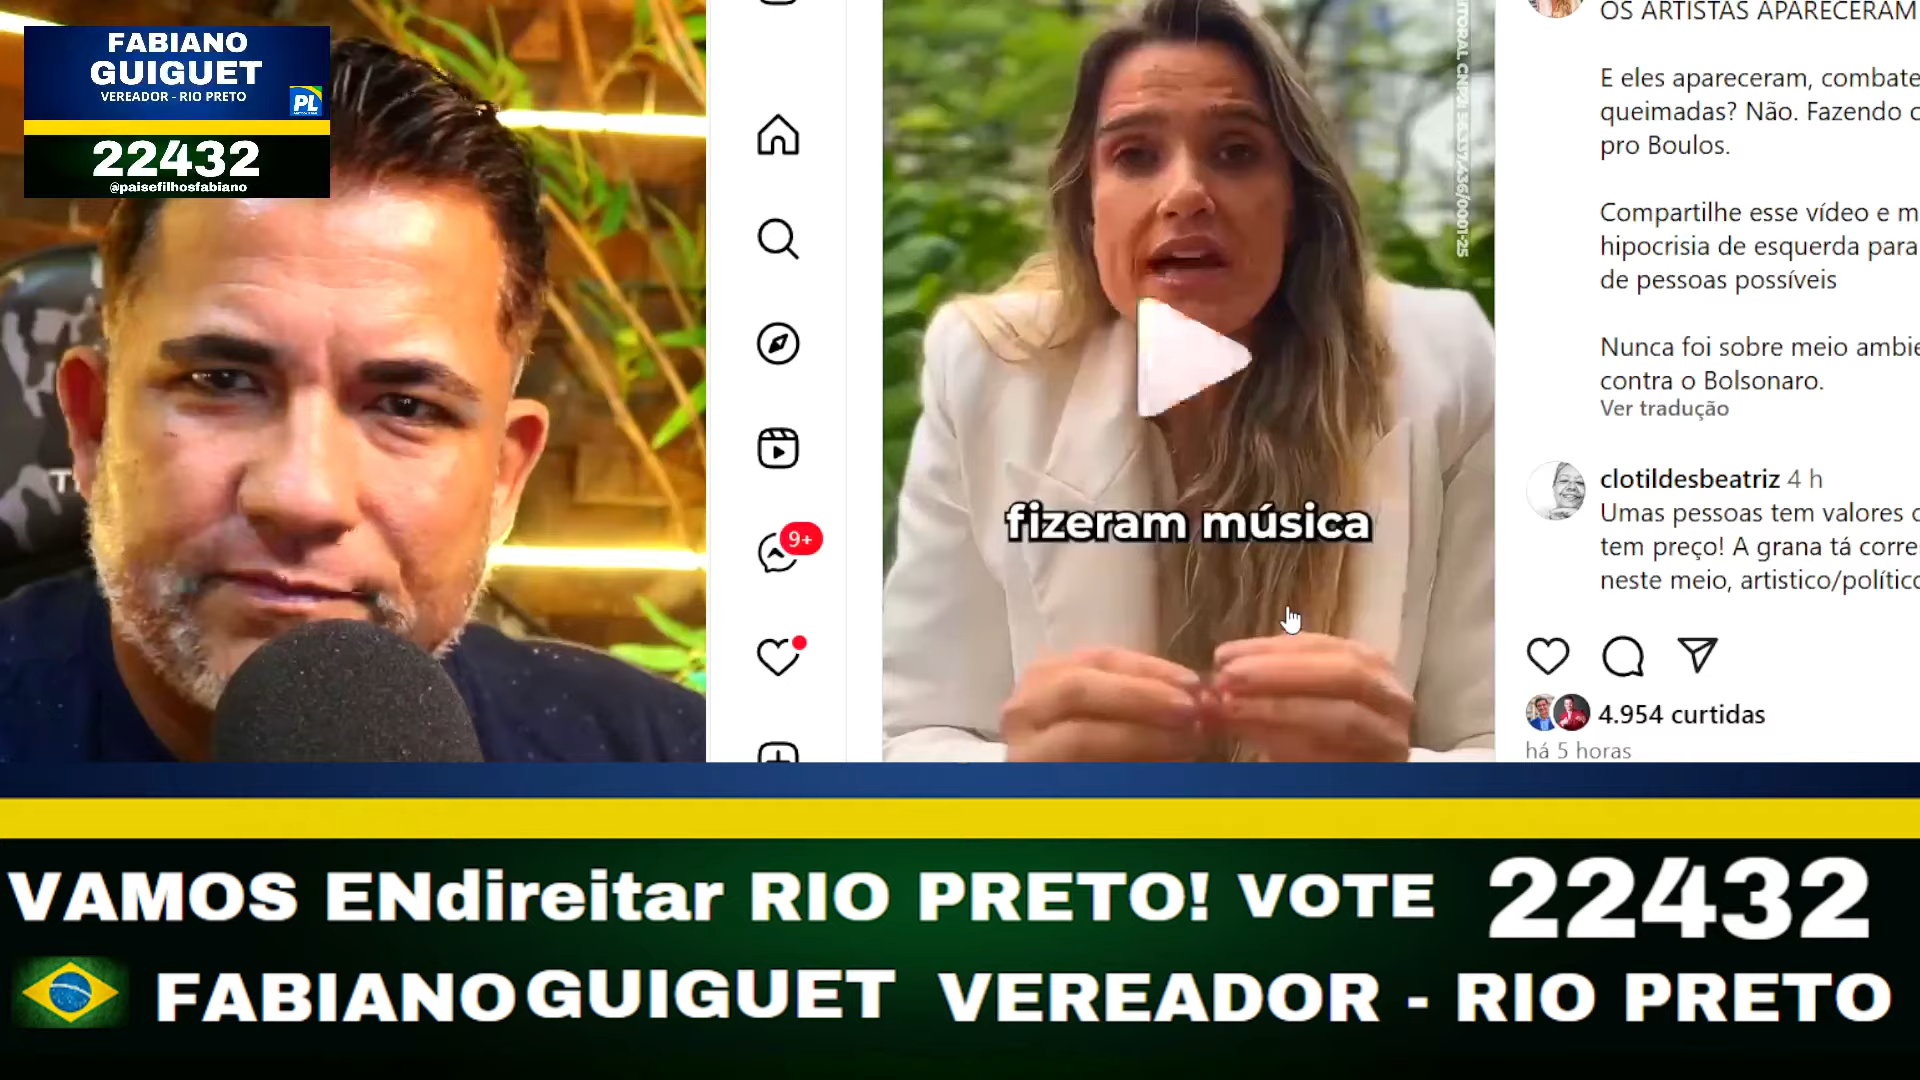 FABIANO
GUIGUET
VEREADOR - RIO PRETO
PL
22432
@paisefilhosfabiano
fizeram música
9+
OS ARTISTAS APARECERAM
E eles apareceram, combate
queimadas? Não. Fazendo
pro Boulos.
Compartilhe esse vídeo e
hipocrisia de esquerda para
de pessoas possíveis
Nunca foi sobre meio ambie
contra o Bolsonaro.
Ver tradução
clotildesbeatriz 4 h
Umas pessoas tem valores
tem preço! A grana tá corre
neste meio, artistico/político
4.954 curtidas
há 5 horas
VAMOS ENdireitar RIO PRETO! VOTE 22432
FABIANO GUIGUET VEREADOR - RIO PRETO